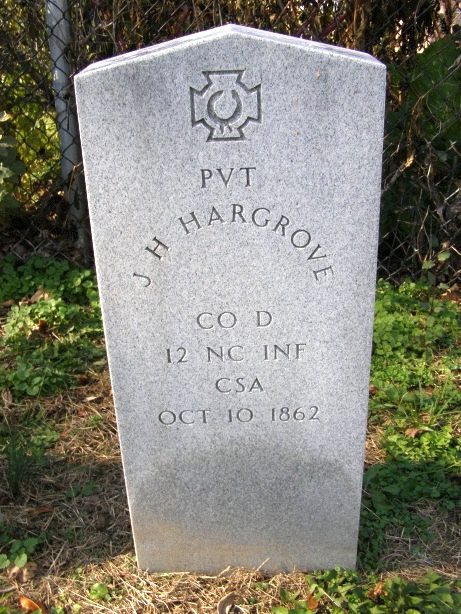 PVT
J H HARGROVE
CO D
12 NC INF
CSA
OCT 10 1862